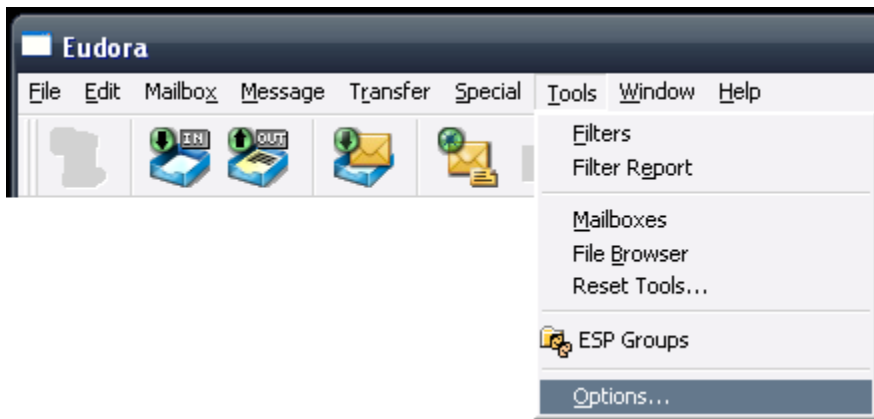 Eudora
File Edit Mailbox Message Transfer Special Tools Window Help
IN OUT
Filters
Filter Report
Mailboxes
File Browser
Reset Tools...
ESP Groups
Options...